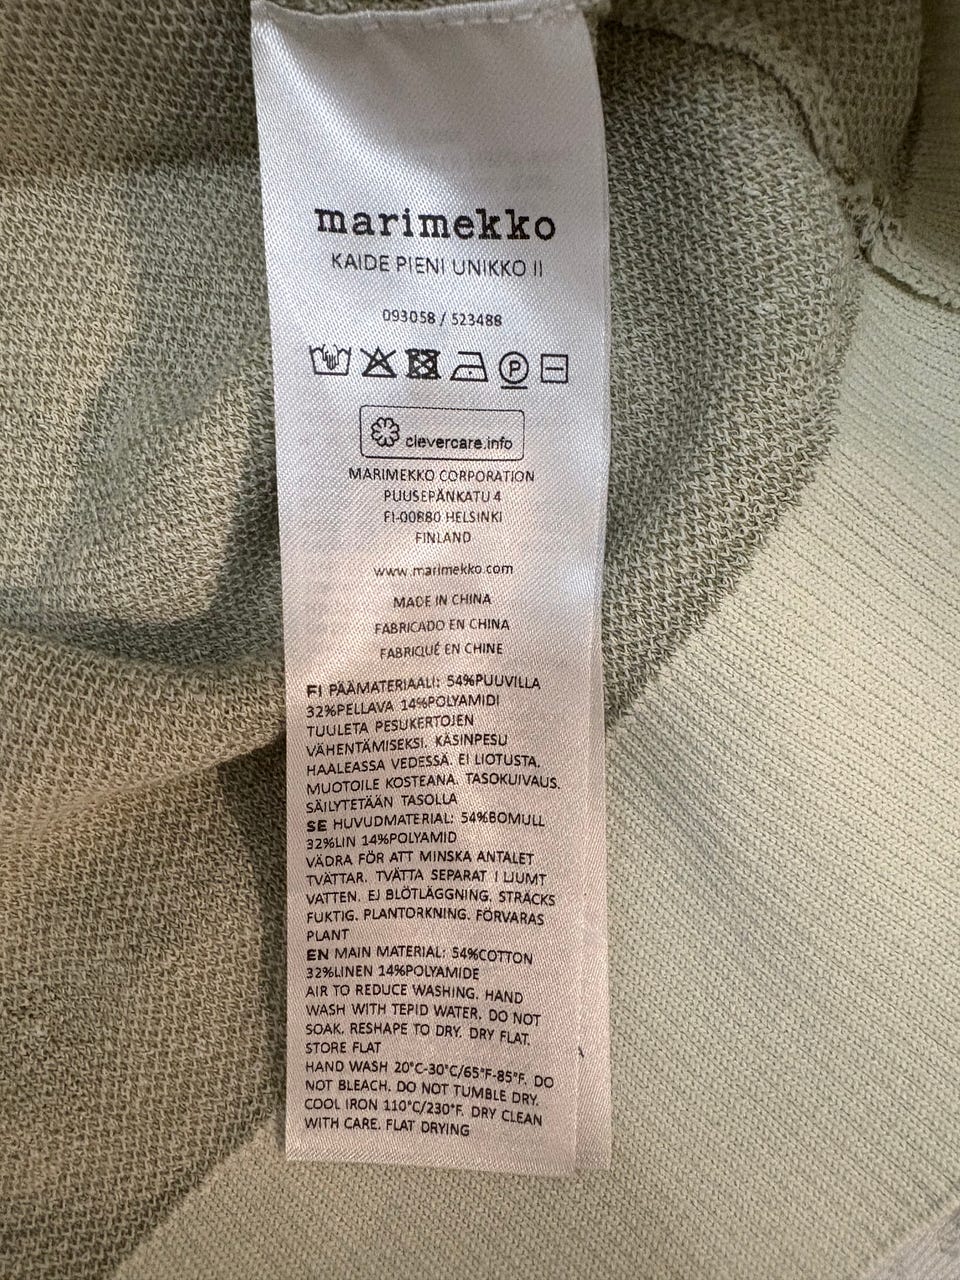 marimekko
KAIDE PIENI UNIKKO II
093058 / 523488
P
clevercare.info
MARIMEKKO CORPORATION
PUUSEPÄNKATU 4
FI-00880 HELSINKI
FINLAND
www.marimekko.com
MADE IN CHINA
FABRICADO EN CHINA
FABRIQUÉ EN CHINE
FI PÄÄMATERIAALI: 54%PUUVILLA
32%PELLAVA 14%POLYAMIDI
TUULETA PESUKERTOJEN
VÄHENTÄMISEKSI. KÄSINPESU
HAALEASSA VEDESSÄ. EI LIOTUSTA.
MUOTOILE KOSTEANA. TASOKUIVAUS.
SÄILYTETÄÄN TASOLLA
SE HUVUDMATERIAL: 54%BOMULL
32%LIN 14%POLYAMID
VÄDRA FÖR ATT MINSKA ANTALET
TVÄTTAR. TVÄTTA SEPARAT I LJUMT
VATTEN. EJ BLÖTLÄGGNING. STRÄCKS
FUKTIG. PLANTORKNING. FÖRVARAS
PLANT
EN MAIN MATERIAL: 54%COTTON
32%LINEN 14%POLYAMIDE
AIR TO REDUCE WASHING. HAND
WASH WITH TEPID WATER. DO NOT
SOAK. RESHAPE TO DRY. DRY FLAT.
STORE FLAT
HAND WASH 20°C-30°C/65°F-85°F. DO
NOT BLEACH. DO NOT TUMBLE DRY.
COOL IRON 110°C/230°F. DRY CLEAN
WITH CARE. FLAT DRYING